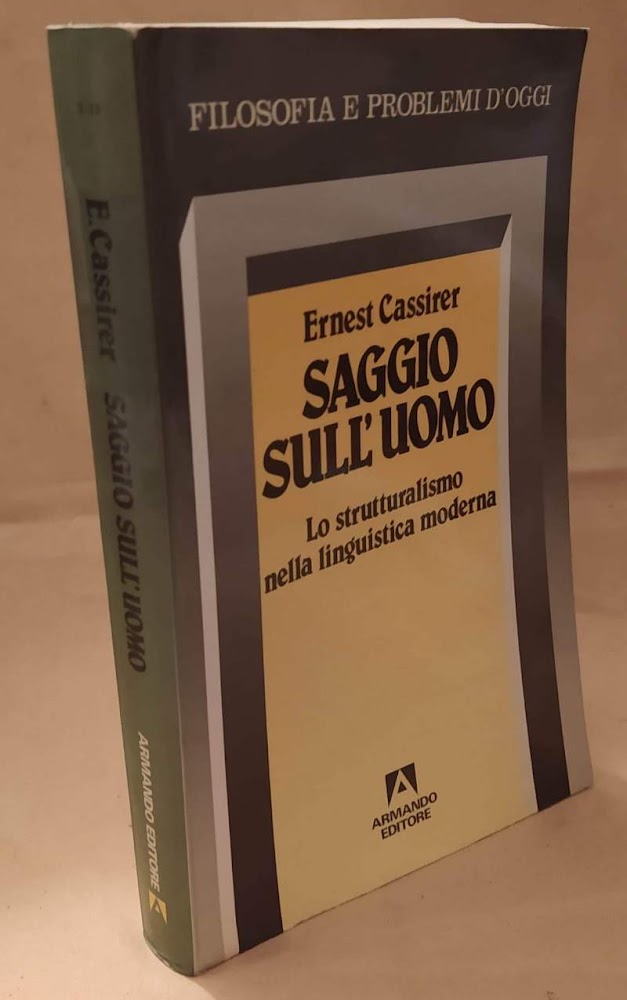 FILOSOFIA E PROBLEMI D'OGGI
Ernest Cassirer
SAGGIO
SULL'UOMO
Lo strutturalismo
nella linguistica moderna
ARMANDO
EDITORE
E. Cassirer SAGGIO SULL'UOMO ARMANDO EDITORE